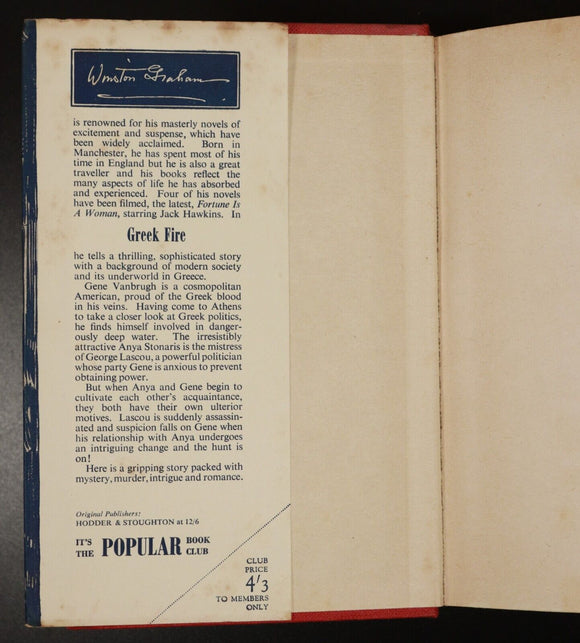 Winston Graham
is renowned for his masterly novels of
excitement and suspense, which have
been widely acclaimed. Born in
Manchester, he has spent most of his
time in England but he is also a great
traveller and his books reflect the
many aspects of life he has absorbed
and experienced. Four of his novels
have been filmed, the latest, Fortune Is
A Woman, starring Jack Hawkins. In
Greek Fire
he tells a thrilling, sophisticated story
with a background of modern society
and its underworld in Greece.
Gene Vanbrugh is a cosmopolitan
American, proud of the Greek blood
in his veins. Having come to Athens
to take a closer look at Greek politics,
he finds himself involved in danger-
ously deep water. The irresistibly
attractive Anya Stonaris is the mistress
of George Lascou, a powerful politician
whose party Gene is anxious to prevent
obtaining power.
But when Anya and Gene begin to
cultivate each other's acquaintance,
they both have their own ulterior
motives. Lascou is suddenly assassin-
ated and suspicion falls on Gene when
his relationship with Anya undergoes
an intriguing change and the hunt is
on!
Here is a gripping story packed with
mystery, murder, intrigue and romance.
Original Publishers:
HODDER & STOUGHTON at 12/6
IT'S THE POPULAR BOOK CLUB
CLUB
PRICE
4/3
TO MEMBERS
ONLY